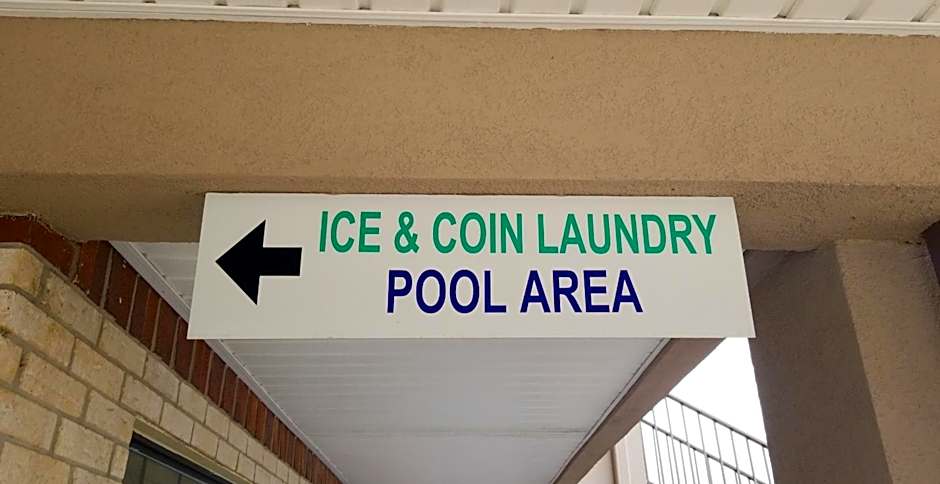 ICE & COIN LAUNDRY
POOL AREA